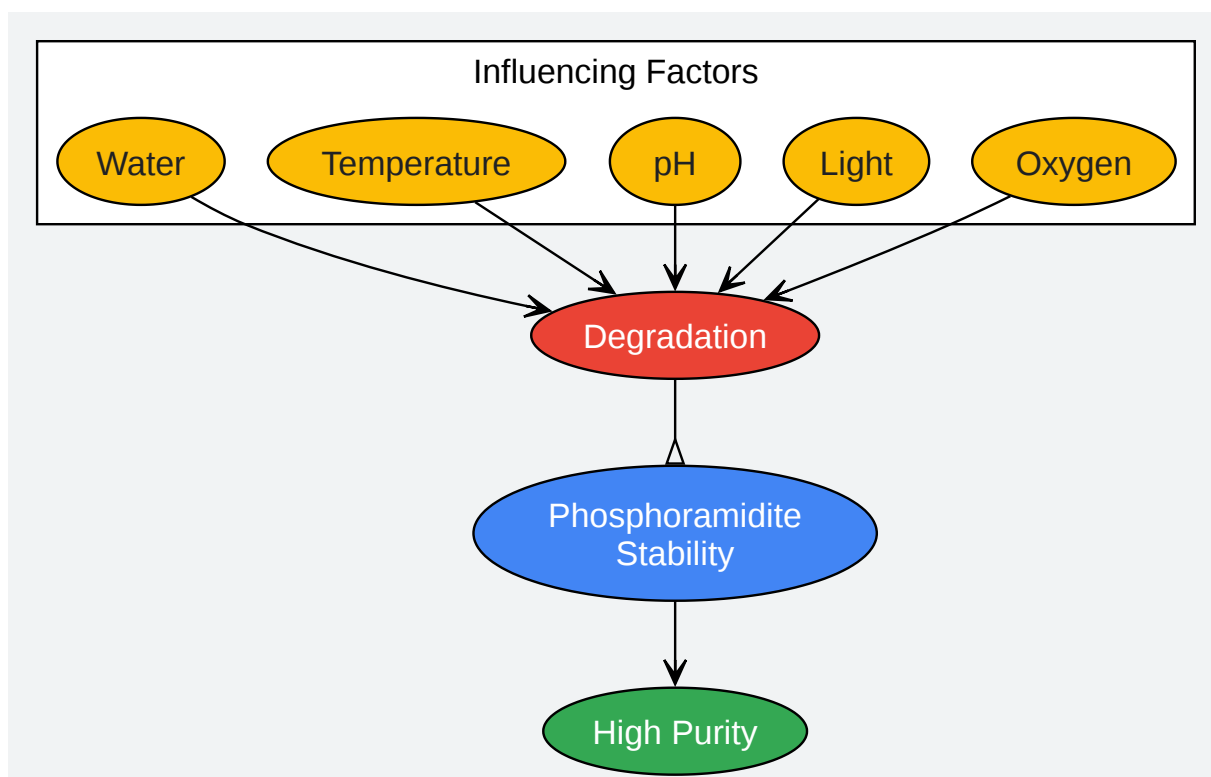 Influencing Factors
Water
Temperature
pH
Light
Oxygen
Degradation
Phosphoramidite
Stability
High Purity